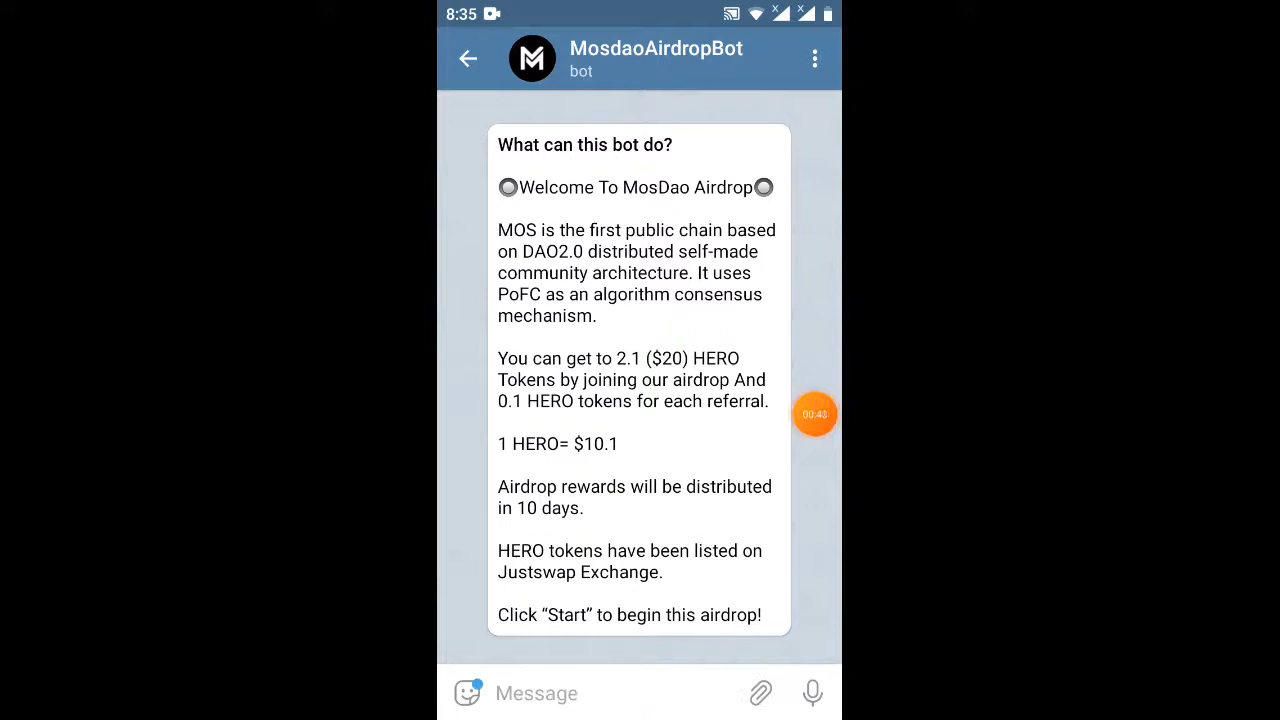 8:35
MosdaoAirdropBot
bot
What can this bot do?
🔘Welcome To MosDao Airdrop🔘
MOS is the first public chain based
on DAO2.0 distributed self-made
community architecture. It uses
PoFC as an algorithm consensus
mechanism.
You can get to 2.1 ($20) HERO
Tokens by joining our airdrop And
0.1 HERO tokens for each referral.
00:43
1 HERO= $10.1
Airdrop rewards will be distributed
in 10 days.
HERO tokens have been listed on
Justswap Exchange.
Click “Start” to begin this airdrop!
Message